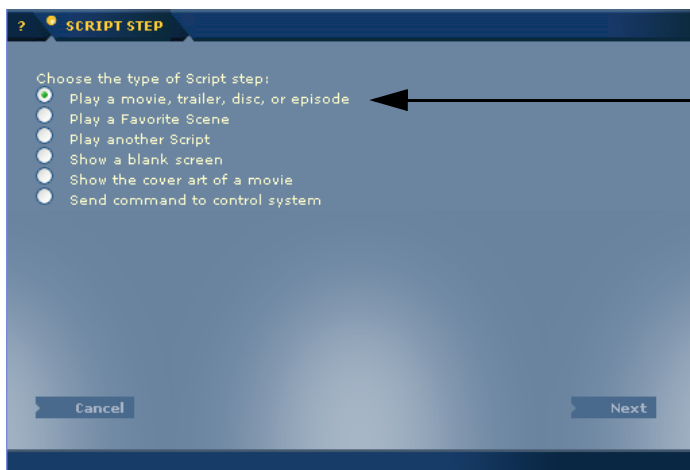 ? SCRIPT STEP
Choose the type of Script step:
Play a movie, trailer, disc, or episode
Play a Favorite Scene
Play another Script
Show a blank screen
Show the cover art of a movie
Send command to control system
Cancel Next